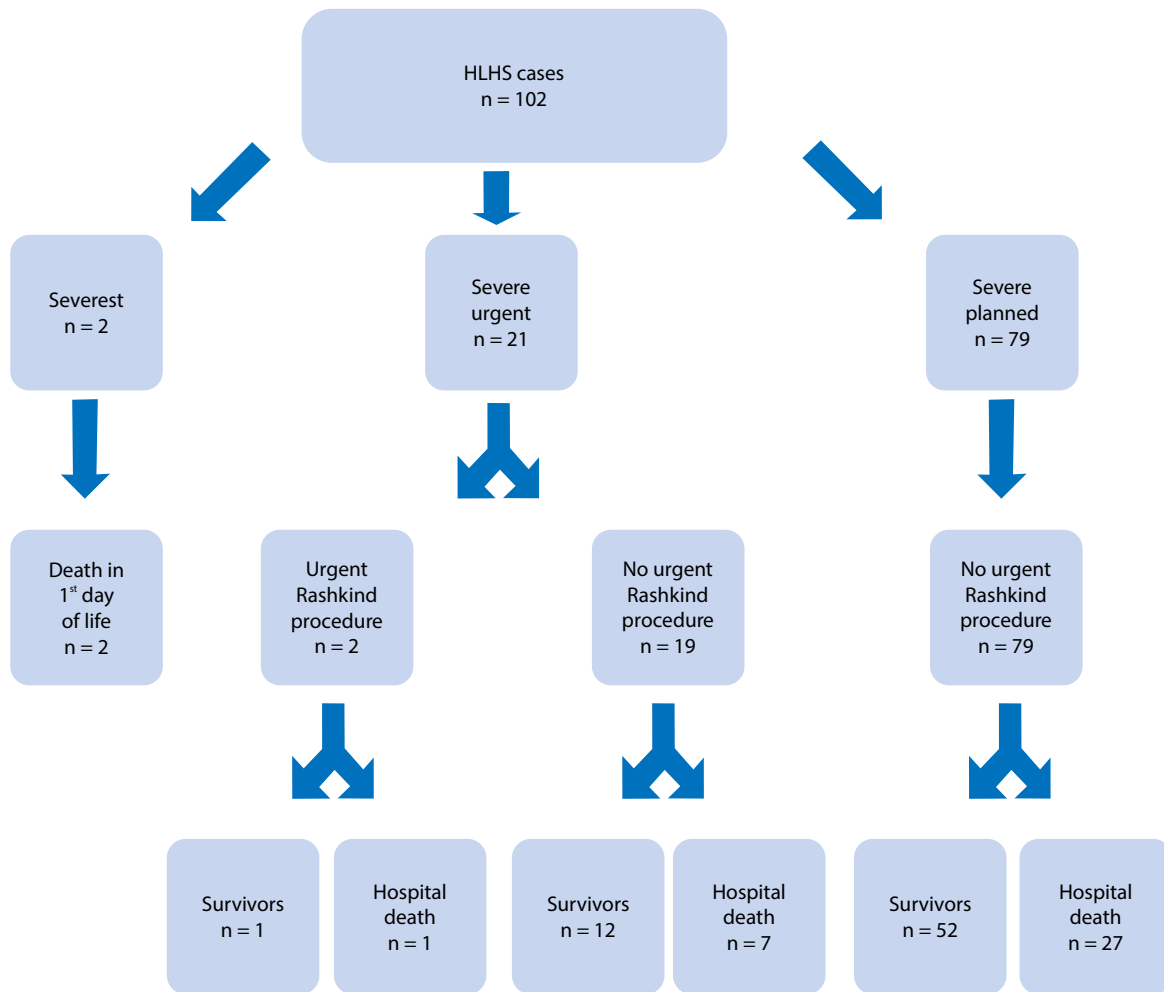 HLHS cases
n = 102
Severest
n = 2
Severe
urgent
n = 21
Severe
planned
n = 79
Death in
1st day
of life
n = 2
Urgent
Rashkind
procedure
n = 2
No urgent
Rashkind
procedure
n = 19
No urgent
Rashkind
procedure
n = 79
Survivors
n = 1
Hospital
death
n = 1
Survivors
n = 12
Hospital
death
n = 7
Survivors
n = 52
Hospital
death
n = 27